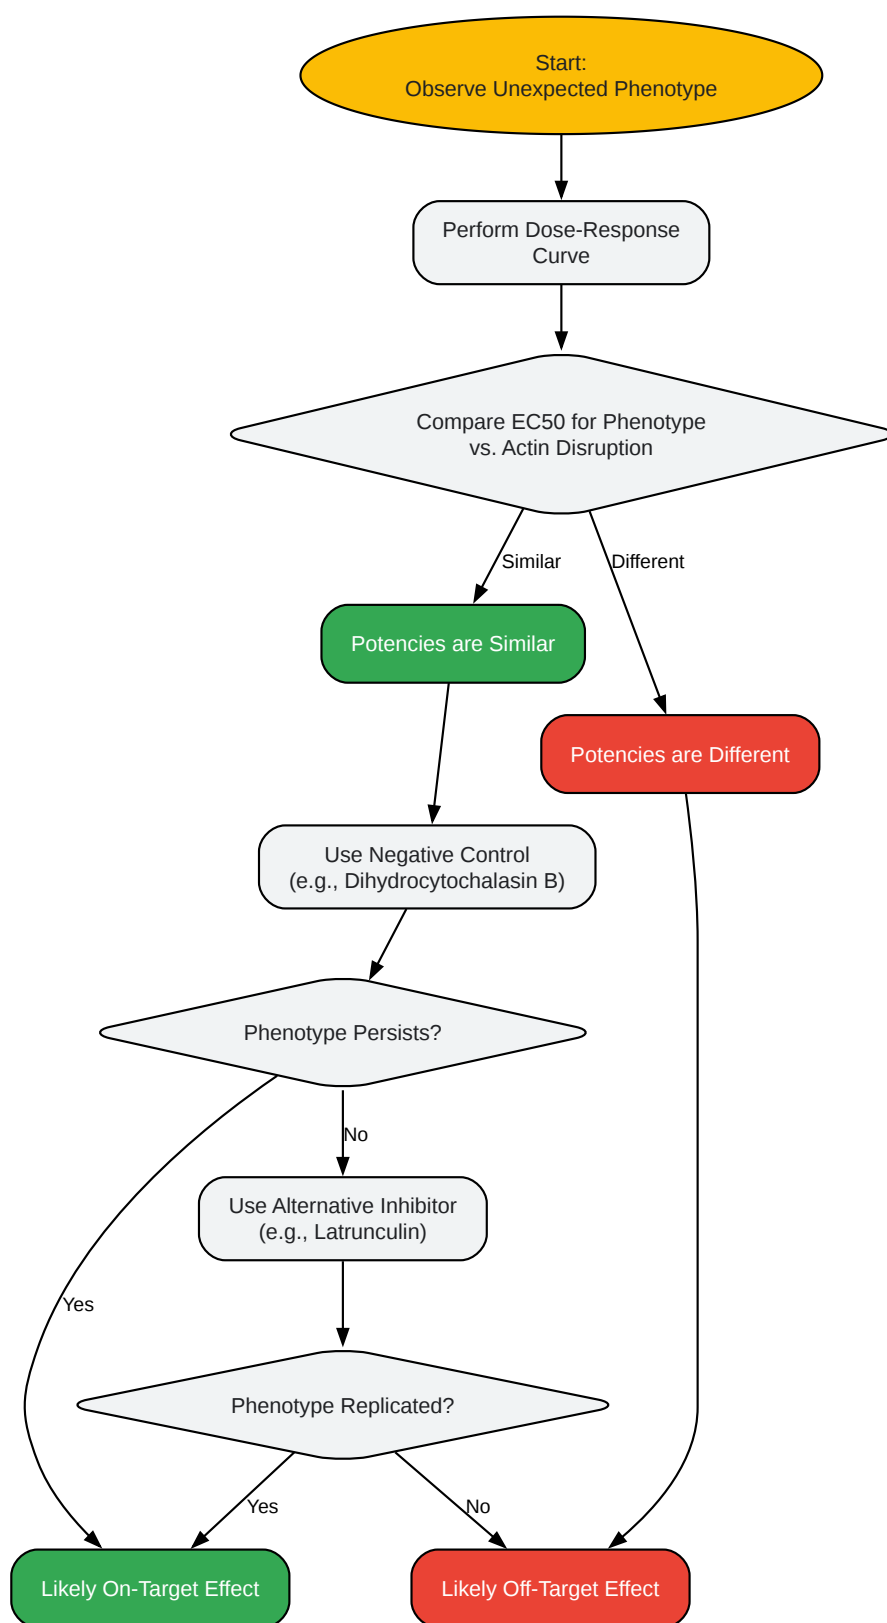 Start:
Observe Unexpected Phenotype
Perform Dose-Response
Curve
Compare EC50 for Phenotype
vs. Actin Disruption
Similar
Different
Potencies are Similar
Potencies are Different
Use Negative Control
(e.g., Dihydrocytochalasin B)
Phenotype Persists?
No
Use Alternative Inhibitor
(e.g., Latrunculin)
Yes
Phenotype Replicated?
Yes
No
Likely On-Target Effect
Likely Off-Target Effect